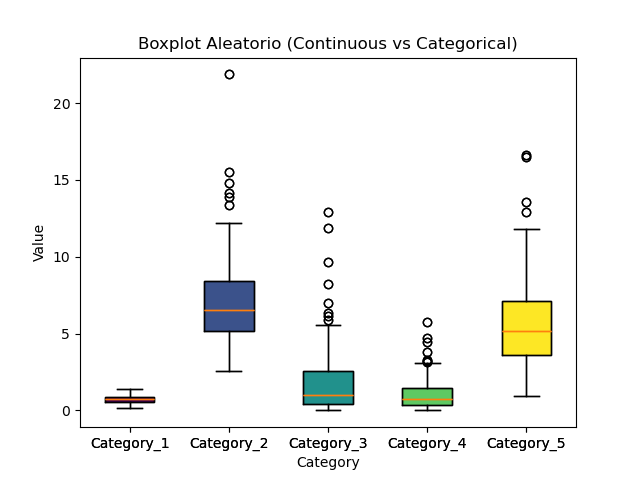 Boxplot Aleatorio (Continuous vs Categorical)
20
15
10
5
0
Value
Category_1 Category_2 Category_3 Category_4 Category_5
Category